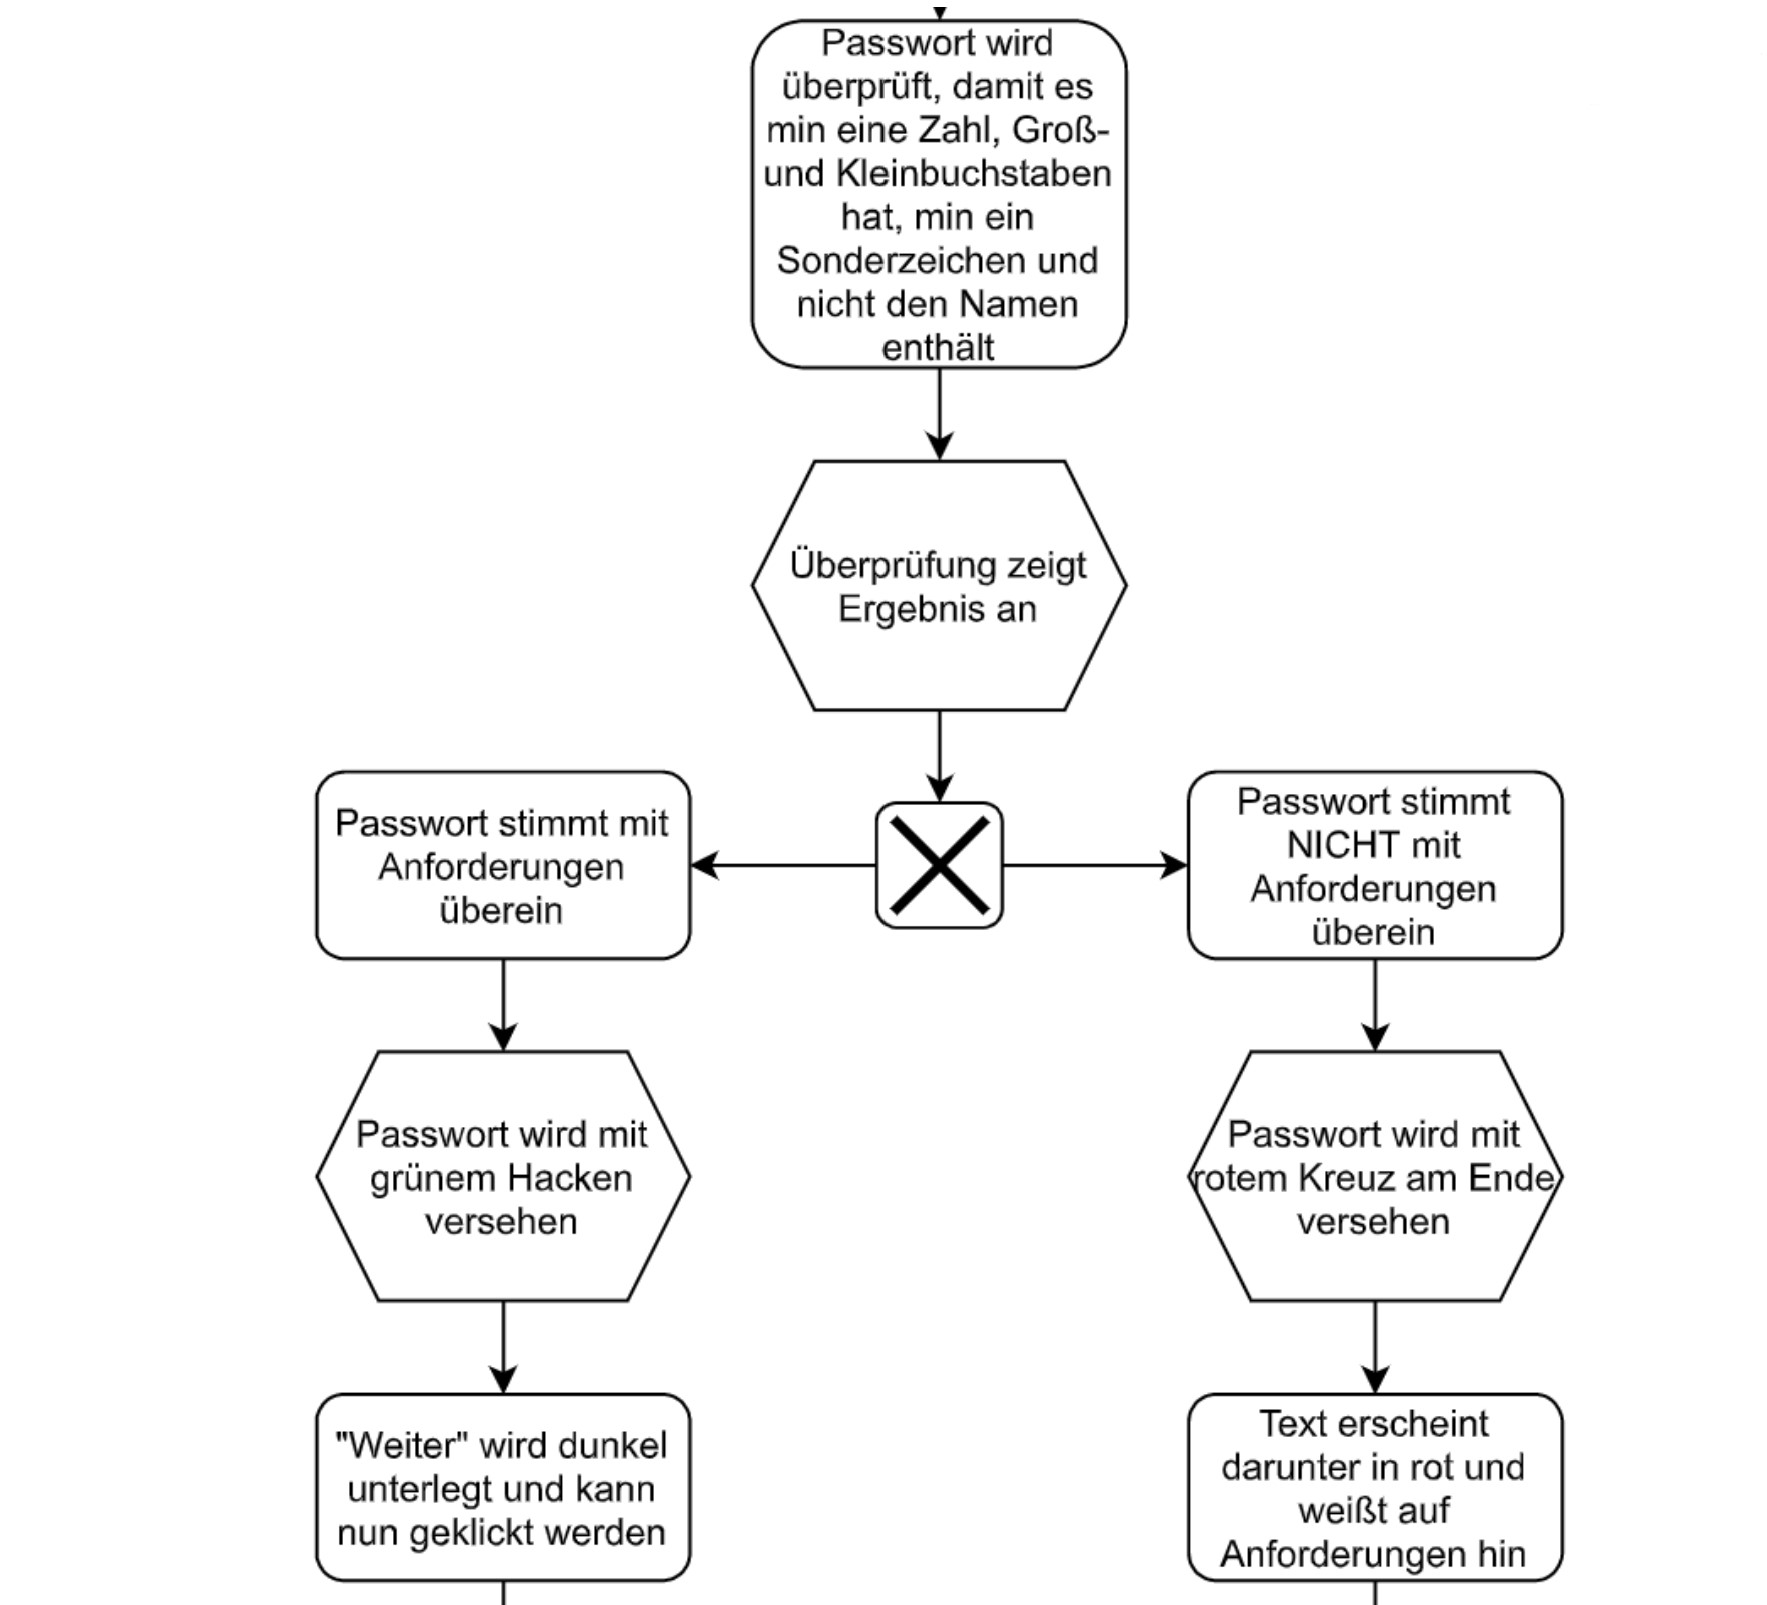 Passwort wird
überprüft, damit es
min eine Zahl, Groß-
und Kleinbuchstaben
hat, min ein
Sonderzeichen und
nicht den Namen
enthält
Überprüfung zeigt
Ergebnis an
Passwort stimmt mit
Anforderungen
überein
Passwort stimmt
NICHT mit
Anforderungen
überein
Passwort wird mit
grünem Hacken
versehen
Passwort wird mit
rotem Kreuz am Ende
versehen
"Weiter" wird dunkel
unterlegt und kann
nun geklickt werden
Text erscheint
darunter in rot und
weißt auf
Anforderungen hin